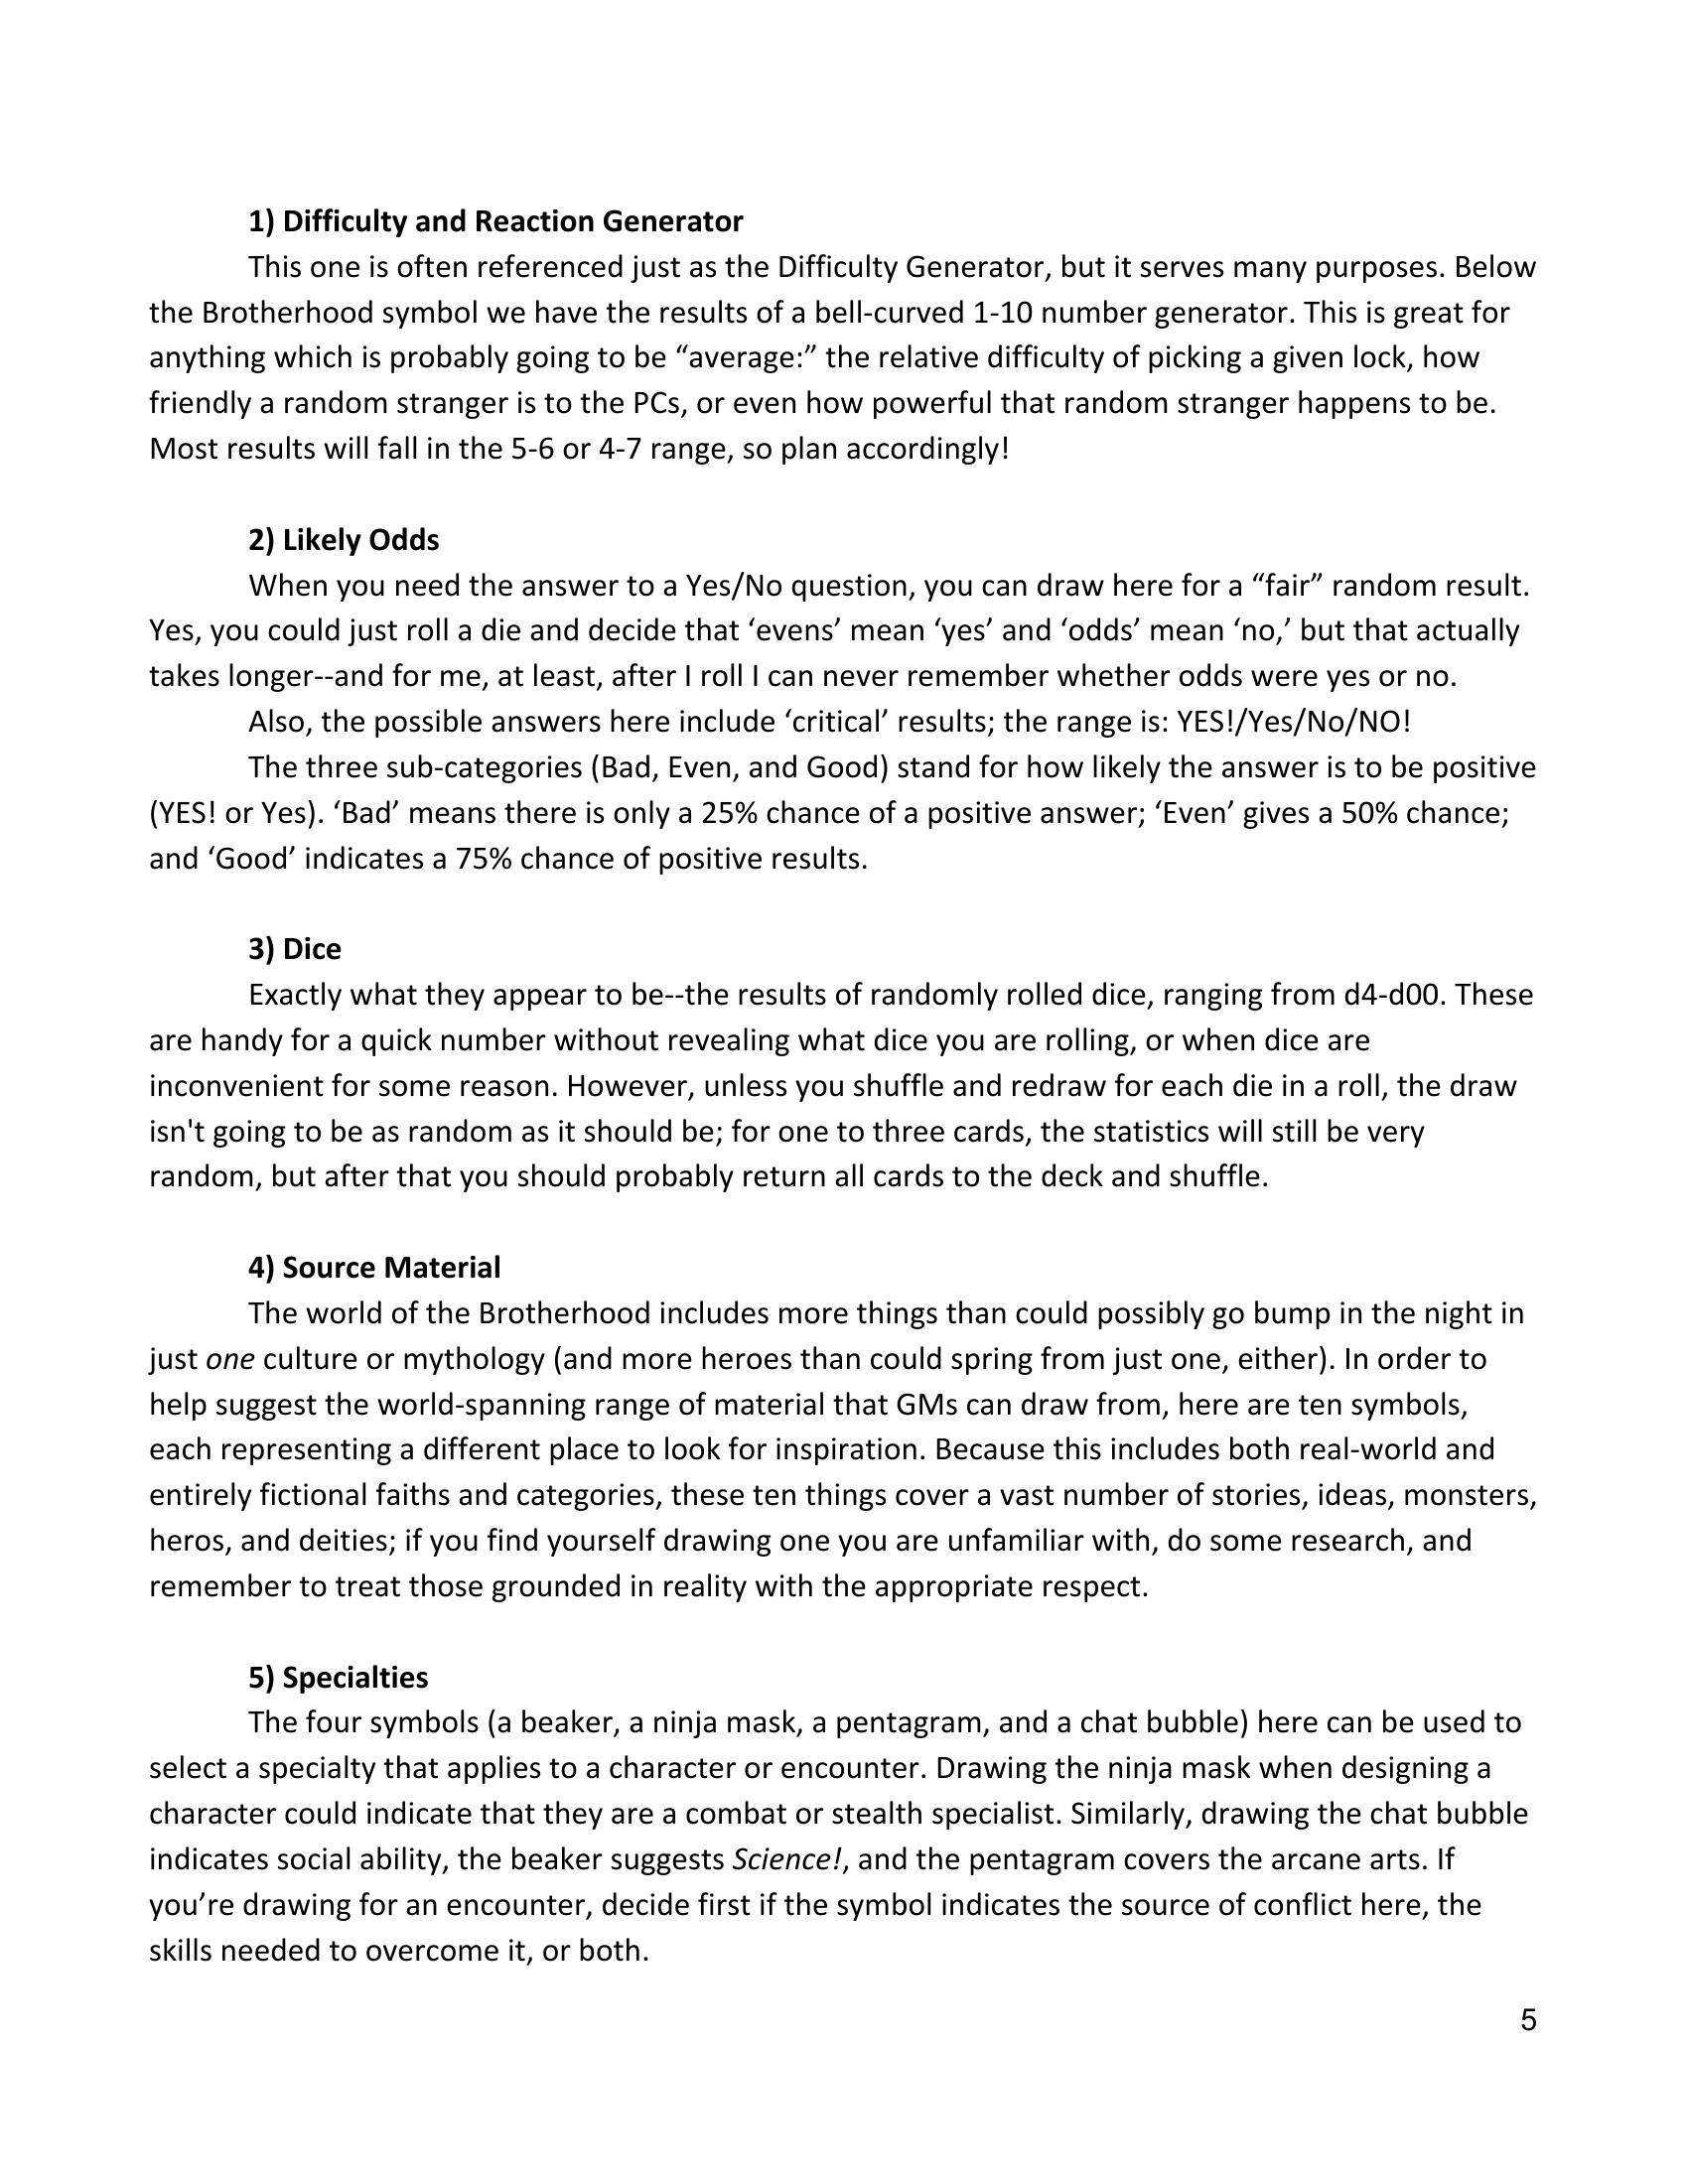 1) Difficulty and Reaction Generator
This one is often referenced just as the Difficulty Generator, but it serves many purposes. Below
the Brotherhood symbol we have the results of a bell-curved 1-10 number generator. This is great for
anything which is probably going to be “average:” the relative difficulty of picking a given lock, how
friendly a random stranger is to the PCs, or even how powerful that random stranger happens to be.
Most results will fall in the 5-6 or 4-7 range, so plan accordingly!
2) Likely Odds
When you need the answer to a Yes/No question, you can draw here for a “fair” random result.
Yes, you could just roll a die and decide that ‘evens’ mean ‘yes’ and ‘odds’ mean ‘no,’ but that actually
takes longer--and for me, at least, after I roll I can never remember whether odds were yes or no.
Also, the possible answers here include ‘critical’ results; the range is: YES!/Yes/No/NO!
The three sub-categories (Bad, Even, and Good) stand for how likely the answer is to be positive
(YES! or Yes). ‘Bad’ means there is only a 25% chance of a positive answer; ‘Even’ gives a 50% chance;
and ‘Good’ indicates a 75% chance of positive results.
3) Dice
Exactly what they appear to be--the results of randomly rolled dice, ranging from d4-d00. These
are handy for a quick number without revealing what dice you are rolling, or when dice are
inconvenient for some reason. However, unless you shuffle and redraw for each die in a roll, the draw
isn't going to be as random as it should be; for one to three cards, the statistics will still be very
random, but after that you should probably return all cards to the deck and shuffle.
4) Source Material
The world of the Brotherhood includes more things than could possibly go bump in the night in
just one culture or mythology (and more heroes than could spring from just one, either). In order to
help suggest the world-spanning range of material that GMs can draw from, here are ten symbols,
each representing a different place to look for inspiration. Because this includes both real-world and
entirely fictional faiths and categories, these ten things cover a vast number of stories, ideas, monsters,
heros, and deities; if you find yourself drawing one you are unfamiliar with, do some research, and
remember to treat those grounded in reality with the appropriate respect.
5) Specialties
The four symbols (a beaker, a ninja mask, a pentagram, and a chat bubble) here can be used to
select a specialty that applies to a character or encounter. Drawing the ninja mask when designing a
character could indicate that they are a combat or stealth specialist. Similarly, drawing the chat bubble
indicates social ability, the beaker suggests Science!, and the pentagram covers the arcane arts. If
you’re drawing for an encounter, decide first if the symbol indicates the source of conflict here, the
skills needed to overcome it, or both.
5